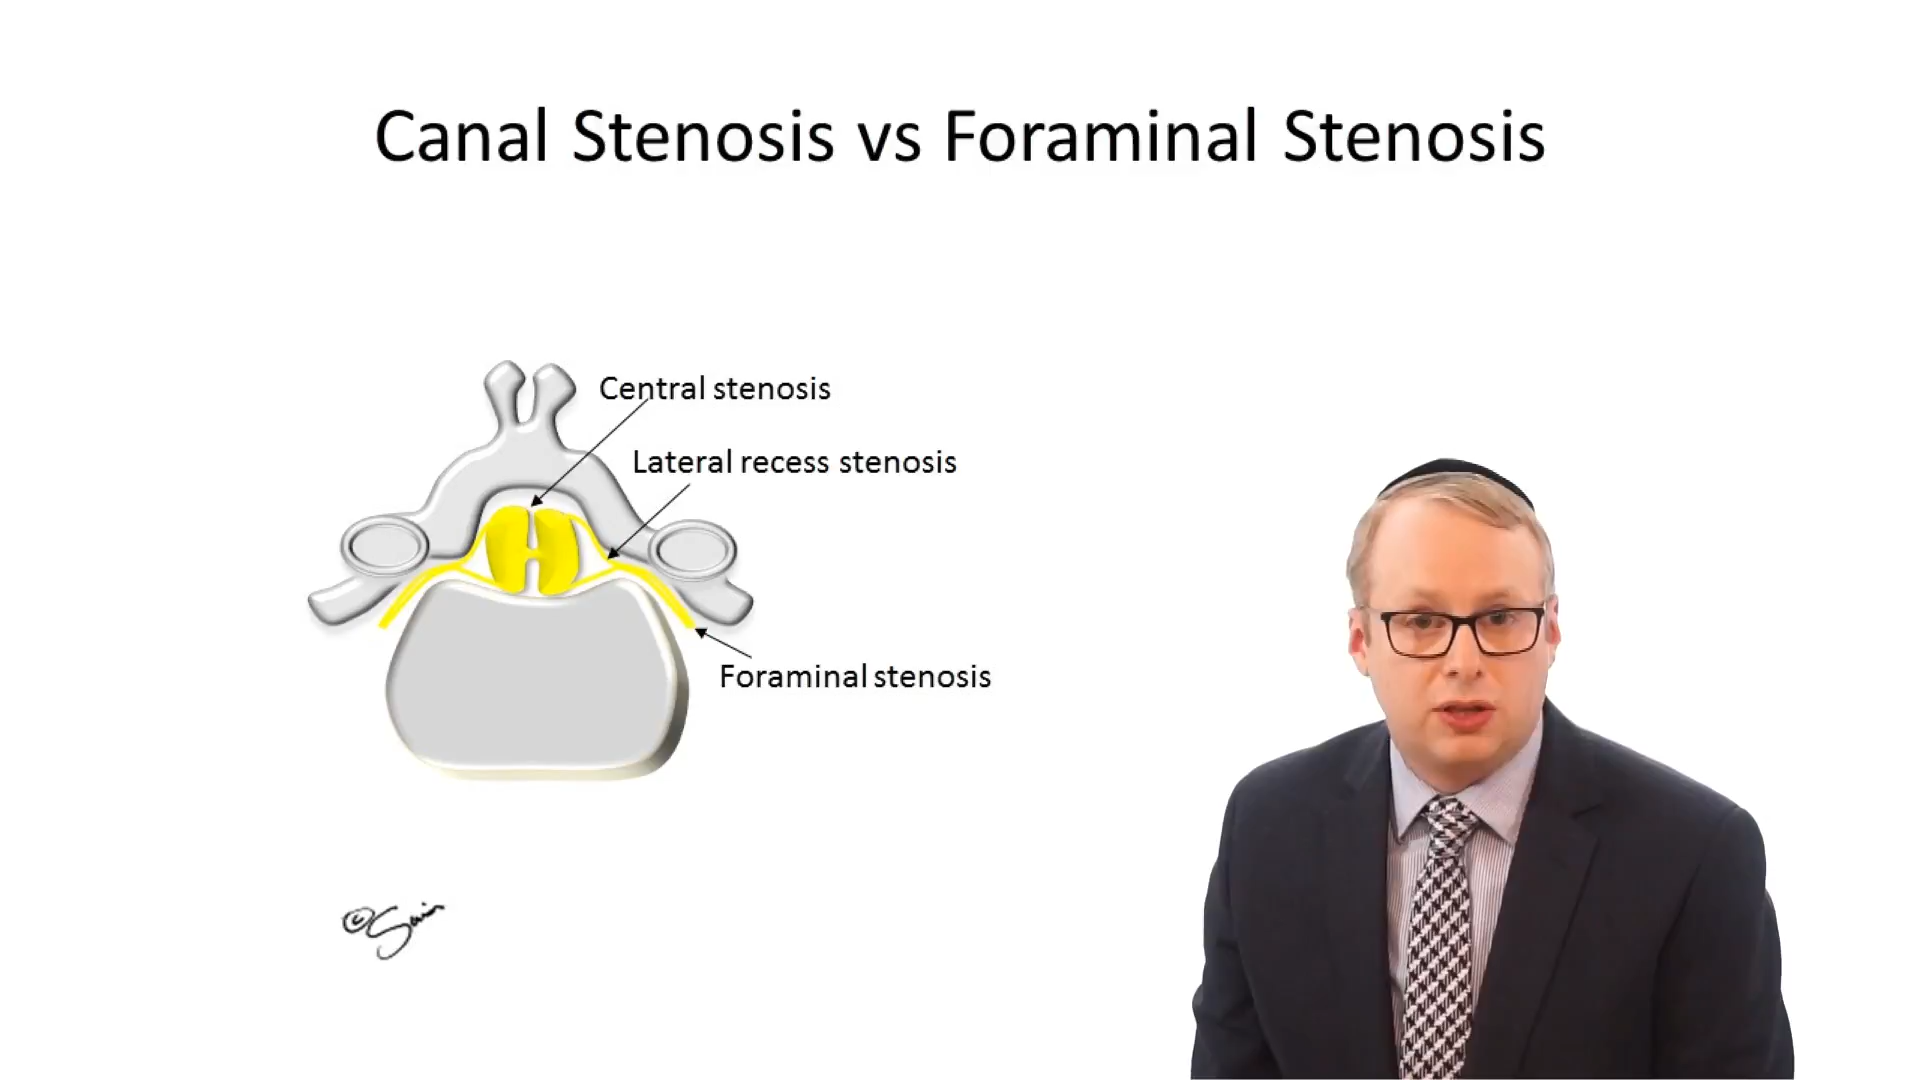 Canal Stenosis vs Foraminal Stenosis
Central stenosis
Lateral recess stenosis
Foraminal stenosis
©